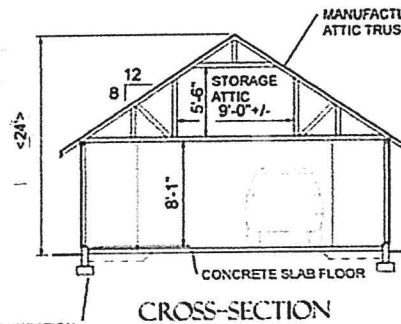 MANUFACTU
ATTIC TRUS
12
8
STORAGE
ATTIC
5'-6"
9'-0"+/-
<24'>
8'-1"
CONCRETE SLAB FLOOR
CROSS-SECTION